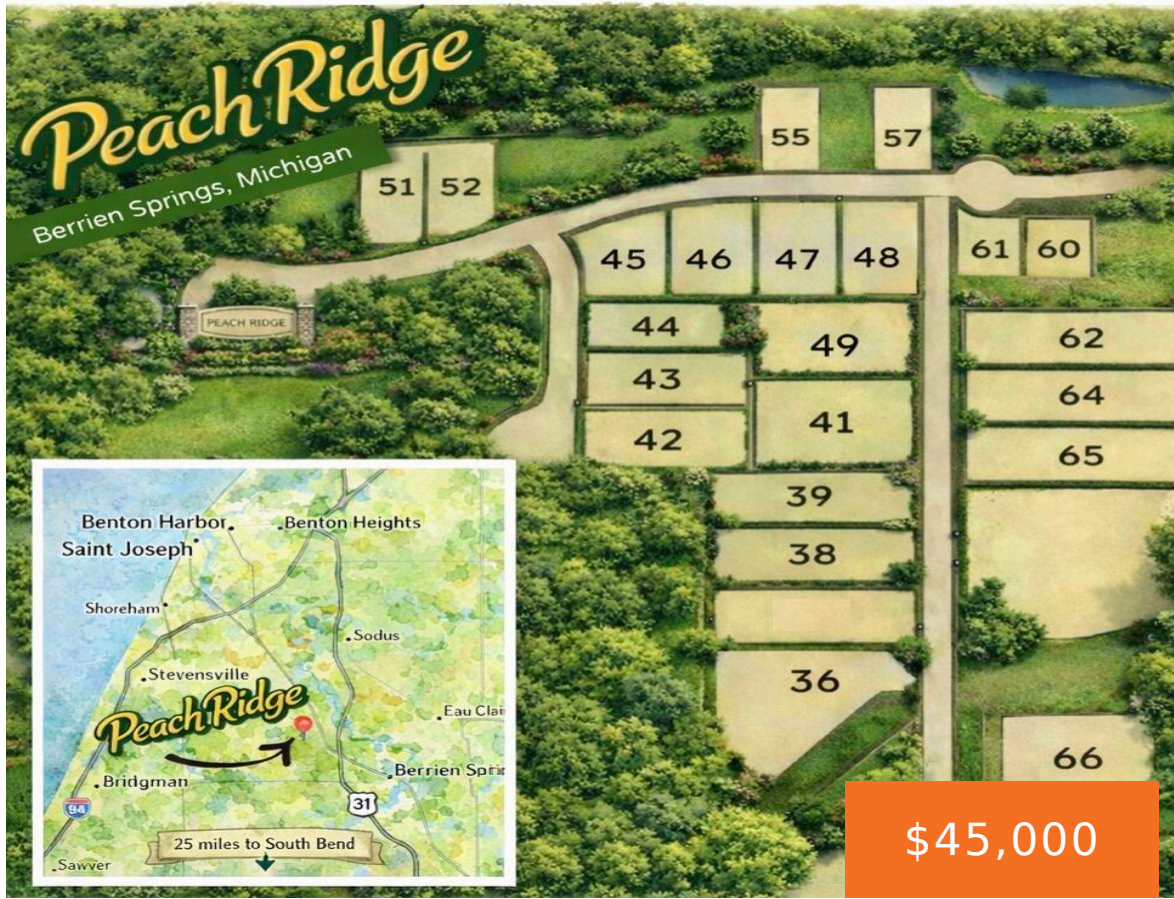 Peach Ridge
Berrien Springs, Michigan
55
57
51
52
45
46
47
48
61
60
PEACH RIDGE
44
49
62
43
64
41
42
65
39
38
36
66
Benton Harbor
Benton Heights
Saint Joseph
Shoreham
Sodus
Stevensville
Peach Ridge
Eau Clai
Bridgman
Berrien Sprin
94
31
25 miles to South Bend
Sawver
$45,000